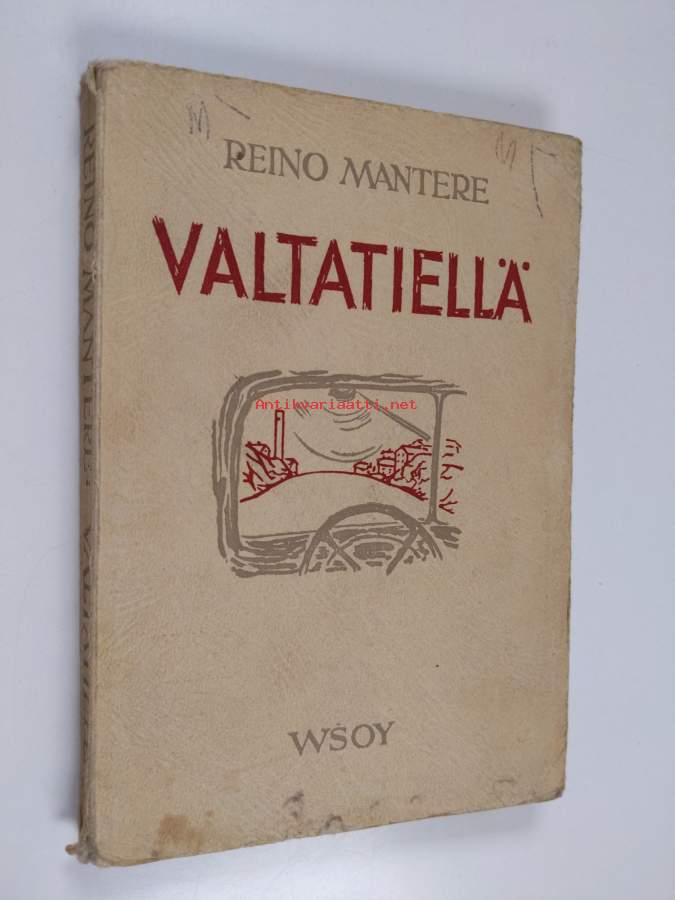 REINO MANTERE
VALTATIELLÄ
Antikvariaatti.net
WSOY
REINO MANTERE: VALTATIELLÄ